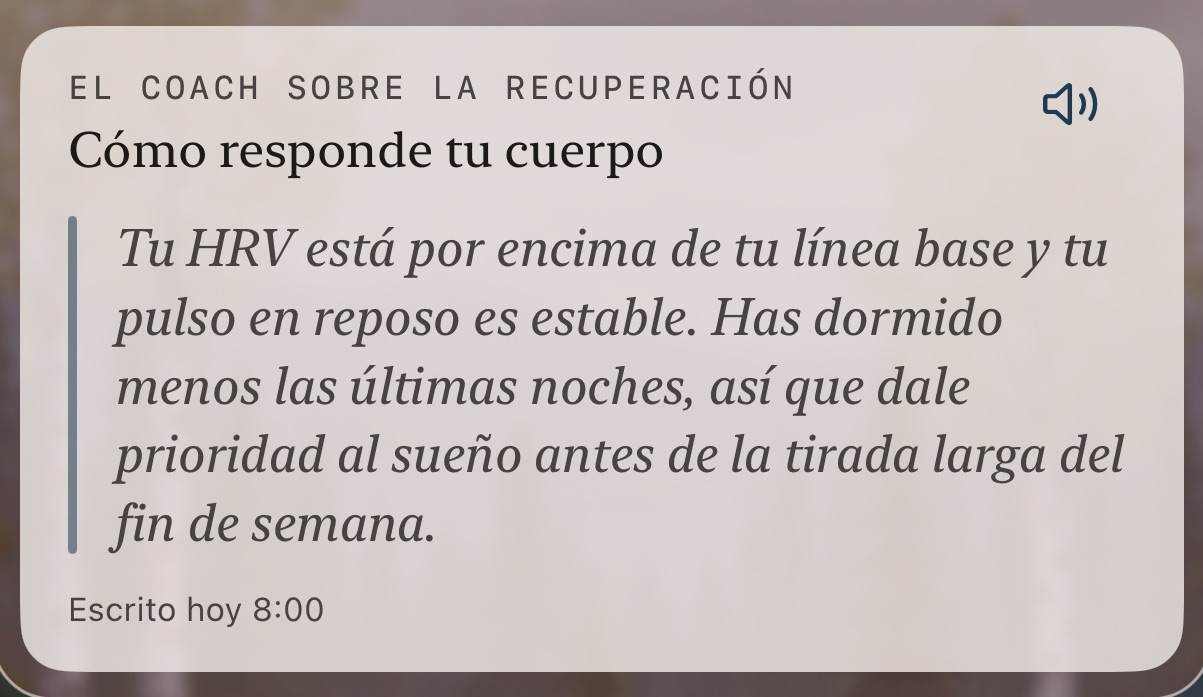 EL COACH SOBRE LA RECUPERACIÓN
Cómo responde tu cuerpo
Tu HRV está por encima de tu línea base y tu
pulso en reposo es estable. Has dormido
menos las últimas noches, así que dale
prioridad al sueño antes de la tirada larga del
fin de semana.
Escrito hoy 8:00